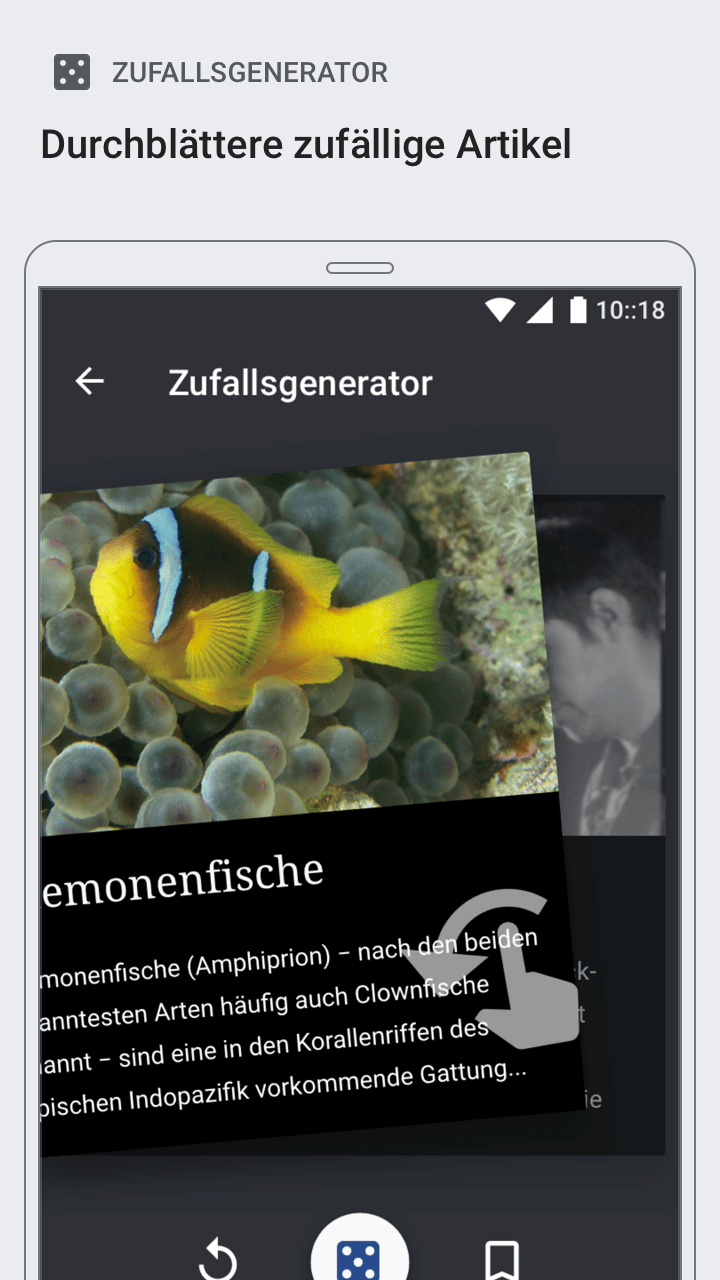 ZUFALLSGENERATOR
Durchblättere zufällige Artikel
10::18
Zufallsgenerator
emonenfische
monenfische (Amphiprion) – nach den beiden
anntesten Arten häufig auch Clownfische
annt – sind eine in den Korallenriffen des
pischen Indopazifik vorkommende Gattung...
k-
t
ie